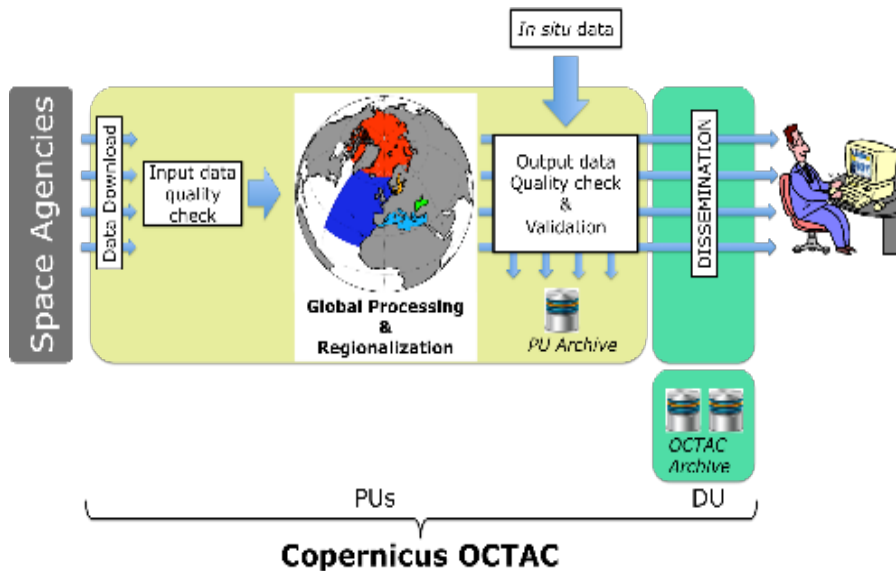 In situ data
Space Agencies
Data Download
Input data
quality
check
Global Processing
&
Regionalization
Output data
Quality check
&
Validation
PU Archive
DISSEMINATION
OCTAC
Archive
PUs
DU
Copernicus OCTAC